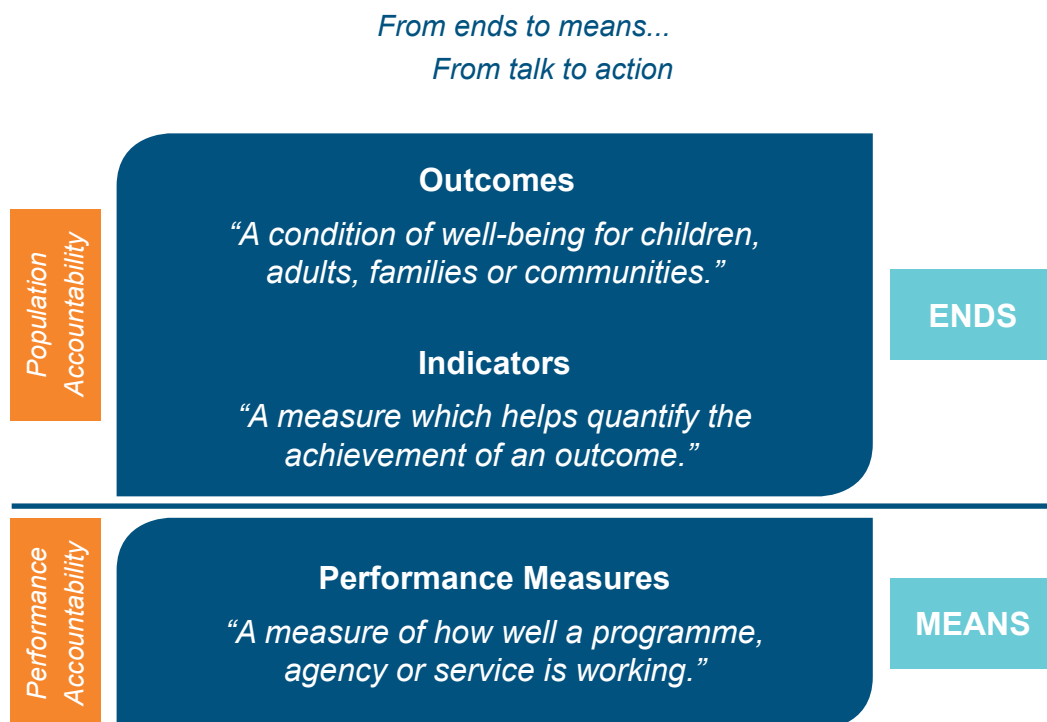 From ends to means...
From talk to action
Population
Accountability
Outcomes
“A condition of well-being for children,
adults, families or communities.”
Indicators
“A measure which helps quantify the
achievement of an outcome.”
ENDS
Performance
Accountability
Performance Measures
“A measure of how well a programme,
agency or service is working.”
MEANS